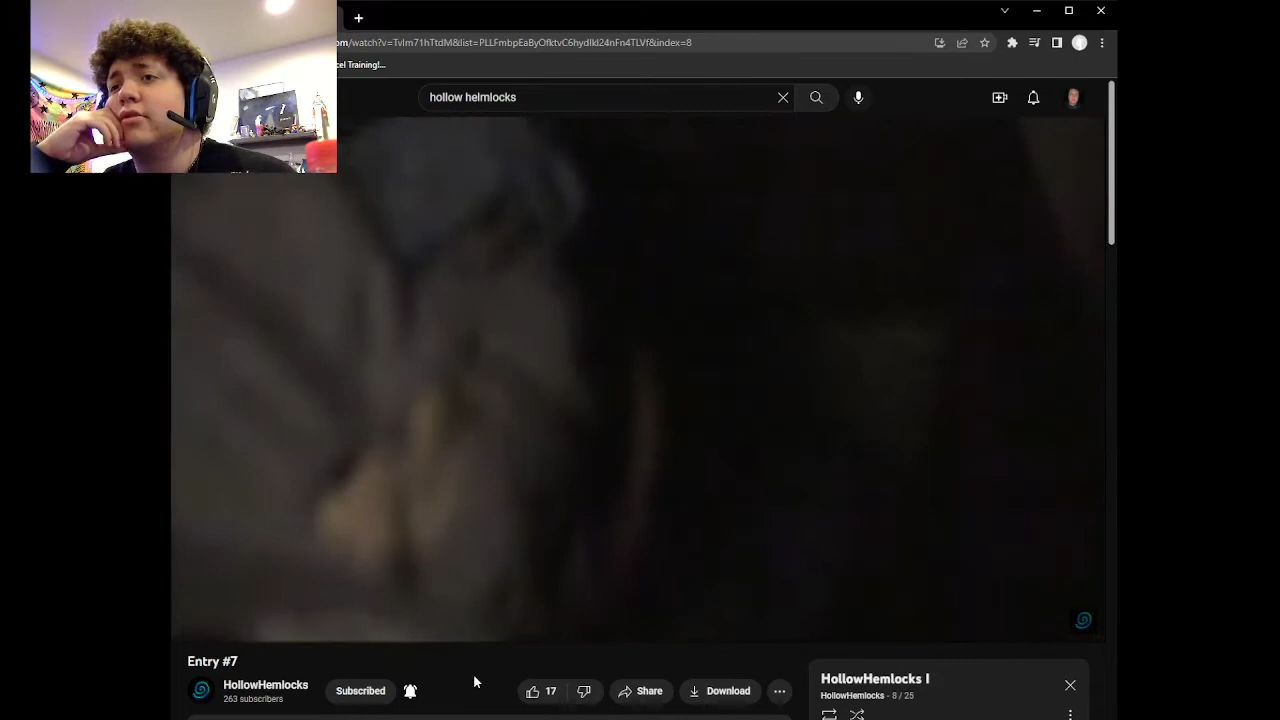 om/watch?v=Tvlm71hTtdM&list=PLLFmbpEaByOfktvC6hydlkl24nFn4TLVf&index=8
cel Training!...
hollow helmlocks
Entry #7
HollowHemlocks
263 subscribers
Subscribed
17
Share
Download
HollowHemlocks I
HollowHemlocks - 8 / 25